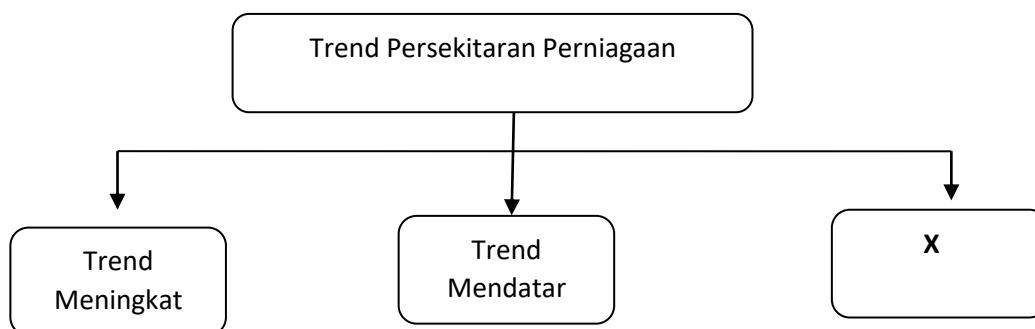 Trend Persekitaran Perniagaan
Trend
Meningkat
Trend
Mendatar
X